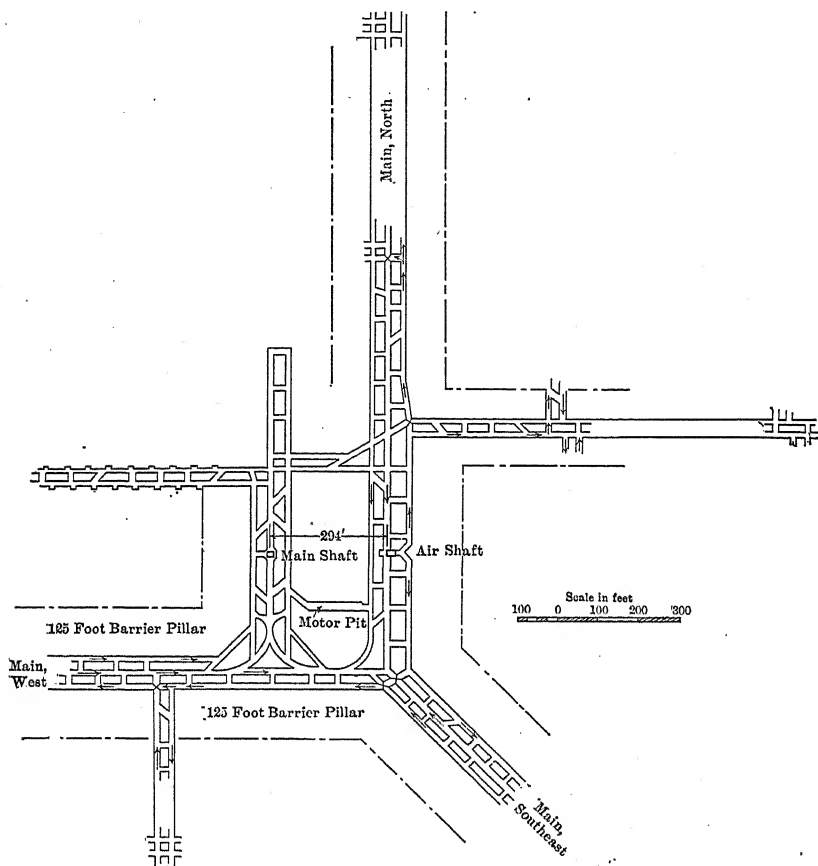 Main, North
294'
Main Shaft
Air Shaft
Scale in feet
100 0 100 200 300
Motor Pit
125 Foot Barrier Pillar
Main,
West
125 Foot Barrier Pillar
Main,
Southeast